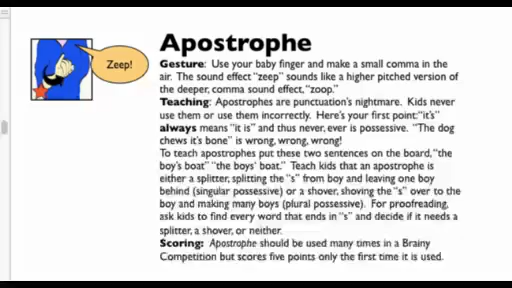 Zeep!
Apostrophe
Gesture: Use your baby finger and make a small comma in the
air. The sound effect "zeep" sounds like a higher pitched version of
the deeper, comma sound effect, "zoop."
Teaching: Apostrophes are punctuation's nightmare. Kids never
use them or use them incorrectly. Here's your first point:"it's"
always means "it is" and thus never, ever is possessive. "The dog
chews it's bone" is wrong, wrong, wrong!
To teach apostrophes put these two sentences on the board, "the
boy's boat" "the boys' boat." Teach kids that an apostrophe is
either a splitter, splitting the "s" from boy and leaving one boy
behind (singular possessive) or a shover, shoving the "s" over to the
boy and making many boys (plural possessive). For proofreading,
ask kids to find every word that ends in "s" and decide if it needs a
splitter, a shover, or neither.
Scoring: Apostrophe should be used many times in a Brainy
Competition but scores five points only the first time it is used.